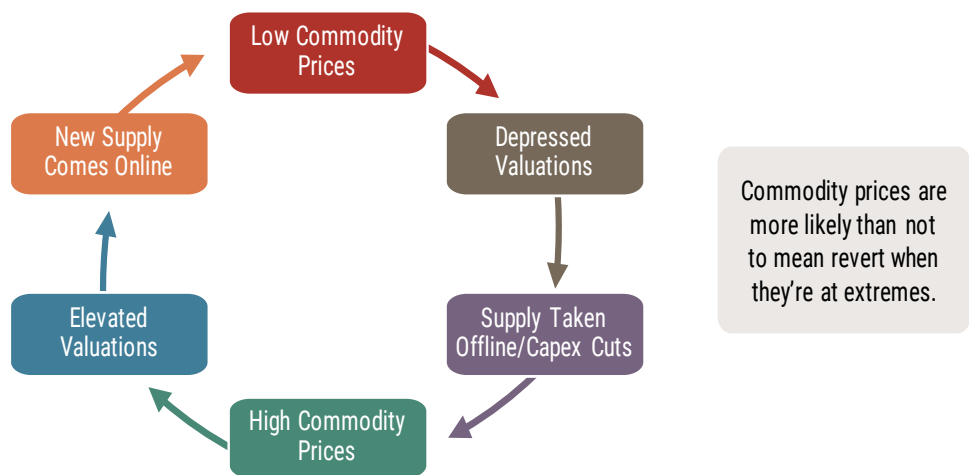 Low Commodity
Prices
Depressed
Valuations
Supply Taken
Offline/Capex Cuts
High Commodity
Prices
Elevated
Valuations
New Supply
Comes Online
Commodity prices are
more likely than not
to mean revert when
they're at extremes.